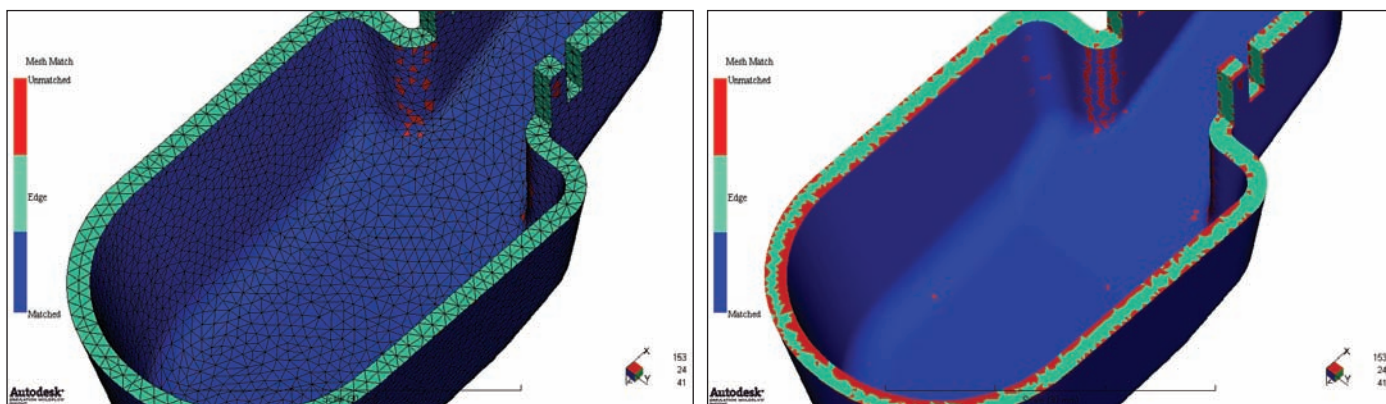 Mesh Match
Unmatched
Edge
Matched
X
Y
153
24
41
Autodesk
Mesh Match
Unmatched
Edge
Matched
X
Y
153
24
41
Autodesk